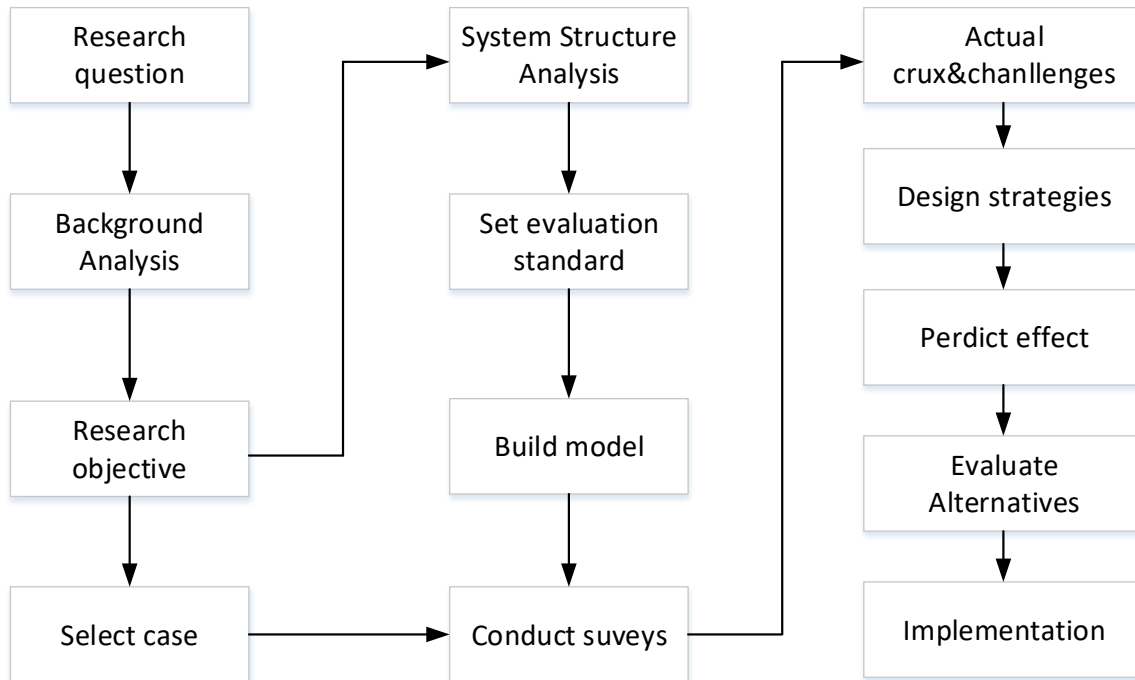 Research
question
Background
Analysis
Research
objective
Select case
System Structure
Analysis
Set evaluation
standard
Build model
Conduct suveys
Actual
crux&chanllenges
Design strategies
Perdict effect
Evaluate
Alternatives
Implementation